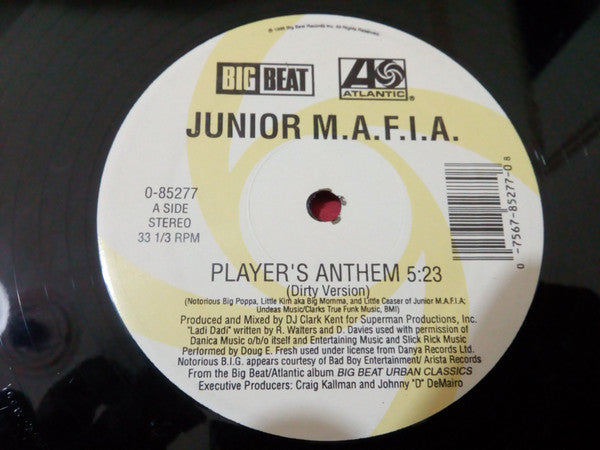 ℗ 1998 Big Beat Records Inc. All Rights Reserved.
BIG BEAT
ATLANTIC®
JUNIOR M.A.F.I.A.
0-85277
A SIDE
STEREO
33 1/3 RPM
0 7567-85277-0 8
PLAYER'S ANTHEM 5:23
(Dirty Version)
(Notorious Big Poppa, Little Kim aka Big Momma, and Little Ceaser of Junior M.A.F.I.A;
Undeas Music/Clarks True Funk Music, BMI)
Produced and Mixed by DJ Clark Kent for Superman Productions, Inc.
"Ladi Dadi" written by R. Walters and D. Davies used with permission of
Danica Music o/b/o itself and Entertaining Music and Slick Rick Music
Performed by Doug E. Fresh used under license from Danya Records Ltd.
Notorious B.I.G. appears courtesy of Bad Boy Entertainment/ Arista Records
From the Big Beat/Atlantic album BIG BEAT URBAN CLASSICS
Executive Producers: Craig Kallman and Johnny "D" DeMairo